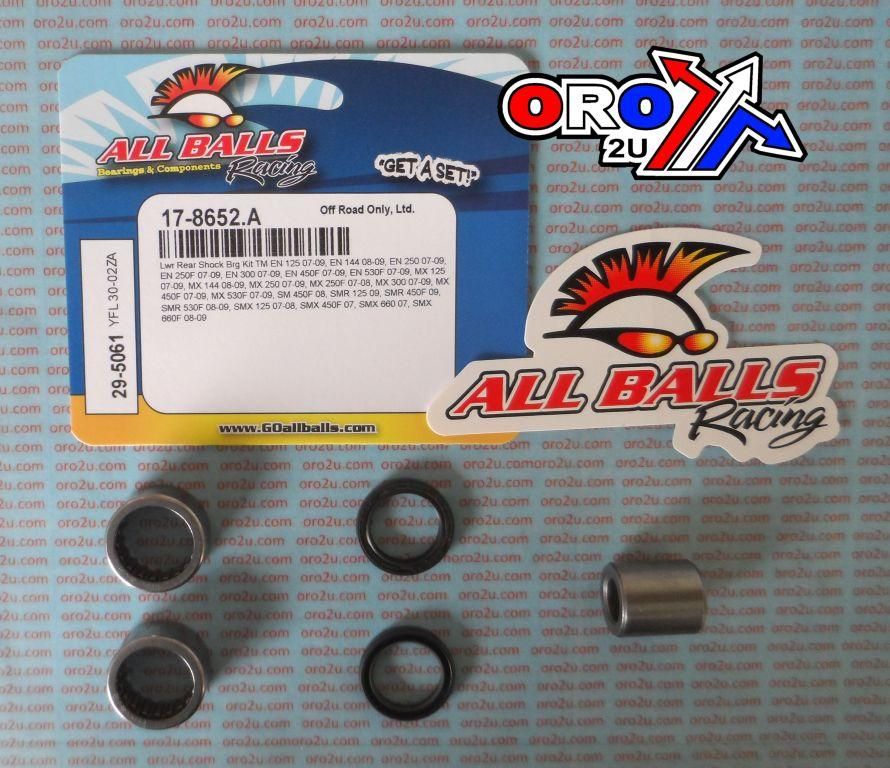 ORO
2U
ALL BALLS
Bearings & Components
Racing
"GET A SET!"
17-8652.A
Off Road Only, Ltd.
Lwr Rear Shock Brg Kit TM EN 125 07-09, EN 144 08-09, EN 250 07-09,
EN 250F 07-09, EN 300 07-09, EN 450F 07-09, EN 530F 07-09, MX 125
07-09, MX 144 08-09, MX 250 07-09, MX 250F 07-08, MX 300 07-09, MX
450F 07-09, MX 530F 07-09, SM 450F 08, SMR 125 09, SMR 450F 09,
SMR 530F 08-09, SMX 125 07-08, SMX 450F 07, SMX 660 07, SMX
660F 08-09
29-5061 YFL 30-02ZA
www.GOallballs.com
ALL BALLS
Racing
oro2u.com